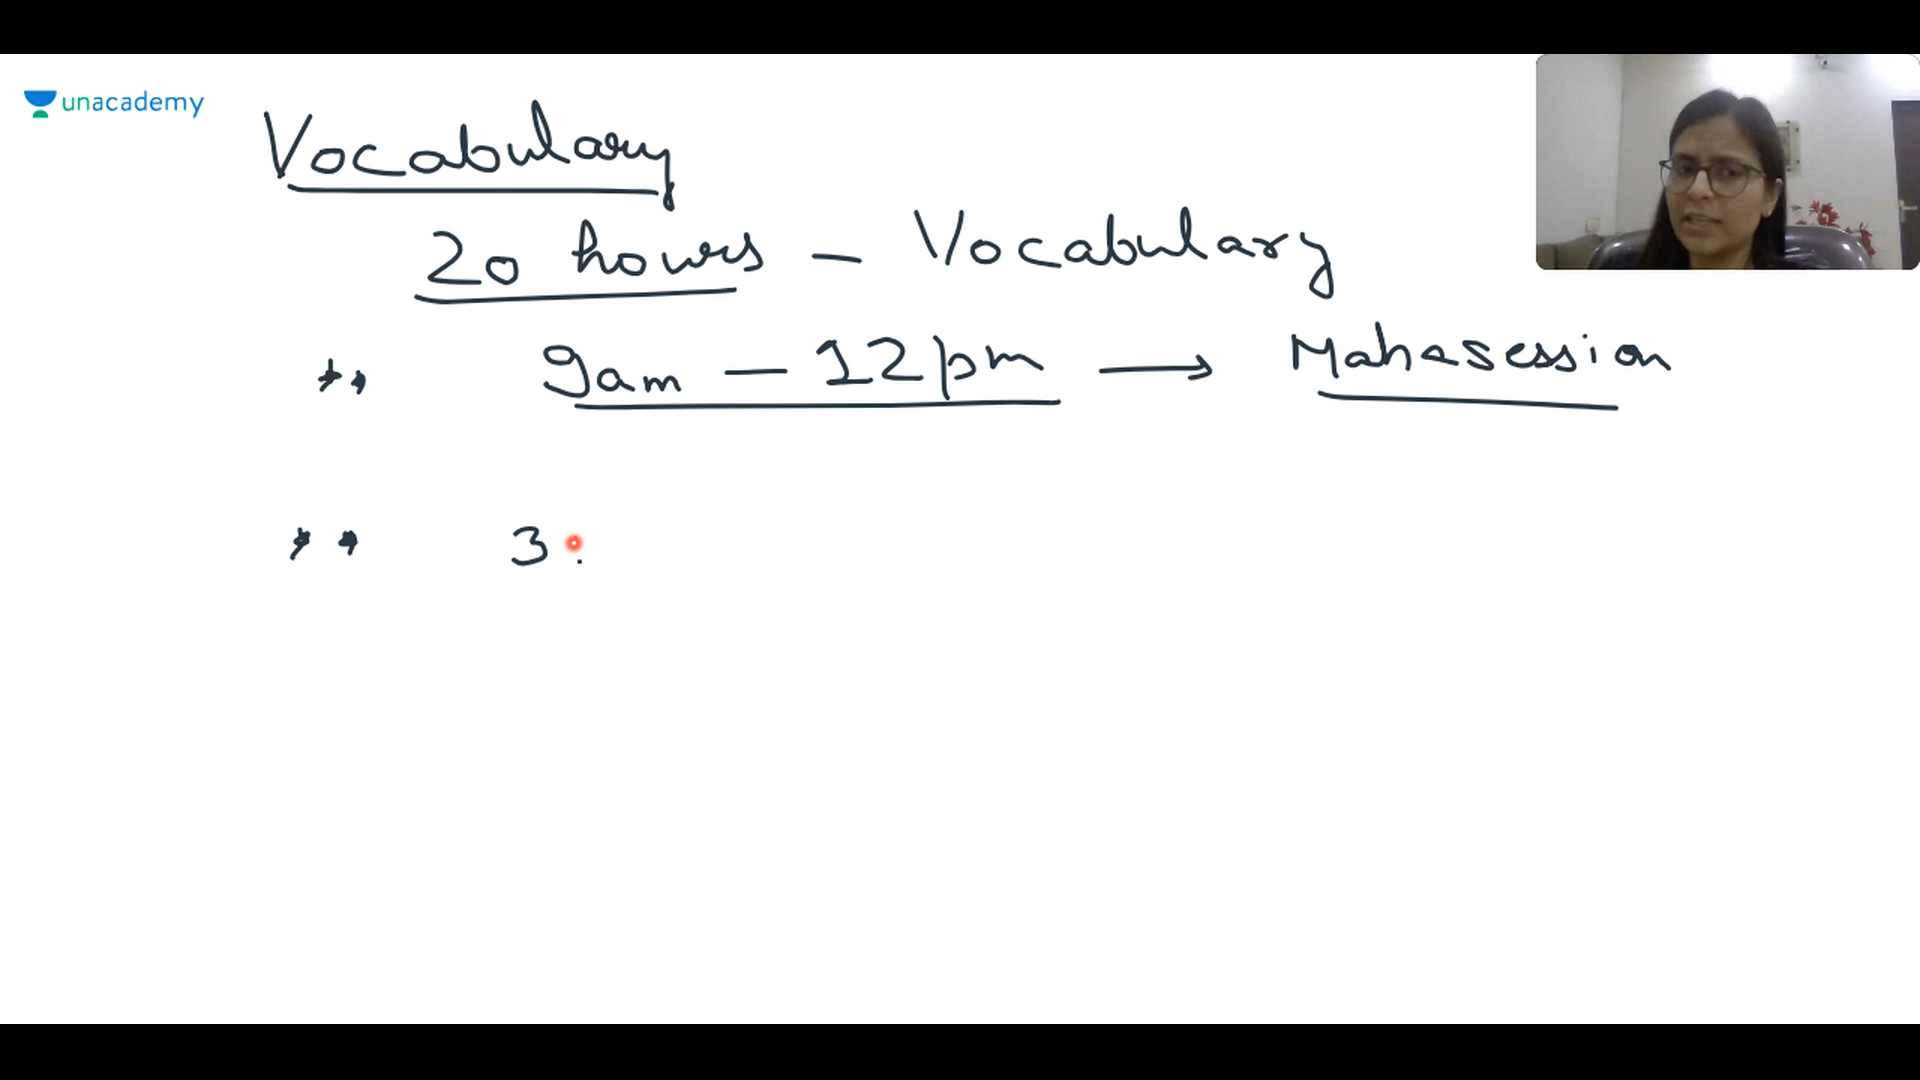 unacademy
Vocabulary
20 hours – Vocabulary
** 9am – 12pm → Mahasession
** 3: